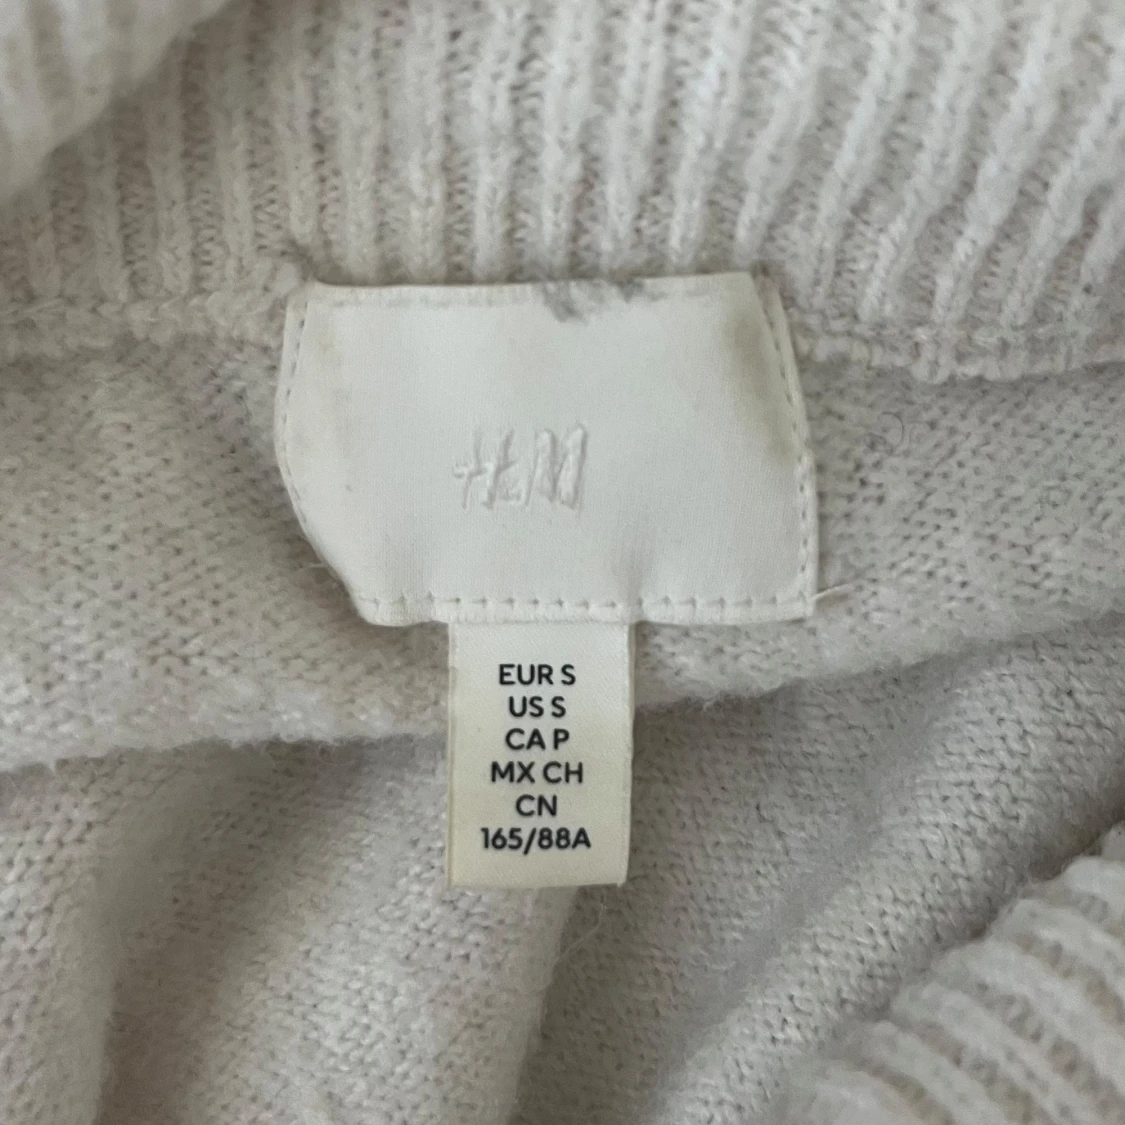 H&M
EUR S
US S
CA P
MX CH
CN
165/88A